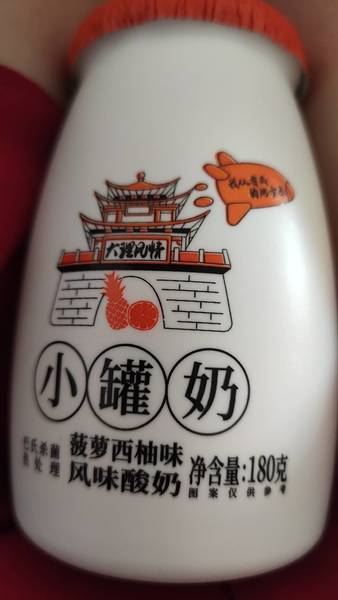 大理风情
小罐奶
巴氏杀菌
热处理
菠萝西柚味
风味酸奶
净含量:180克
图案仅供参考